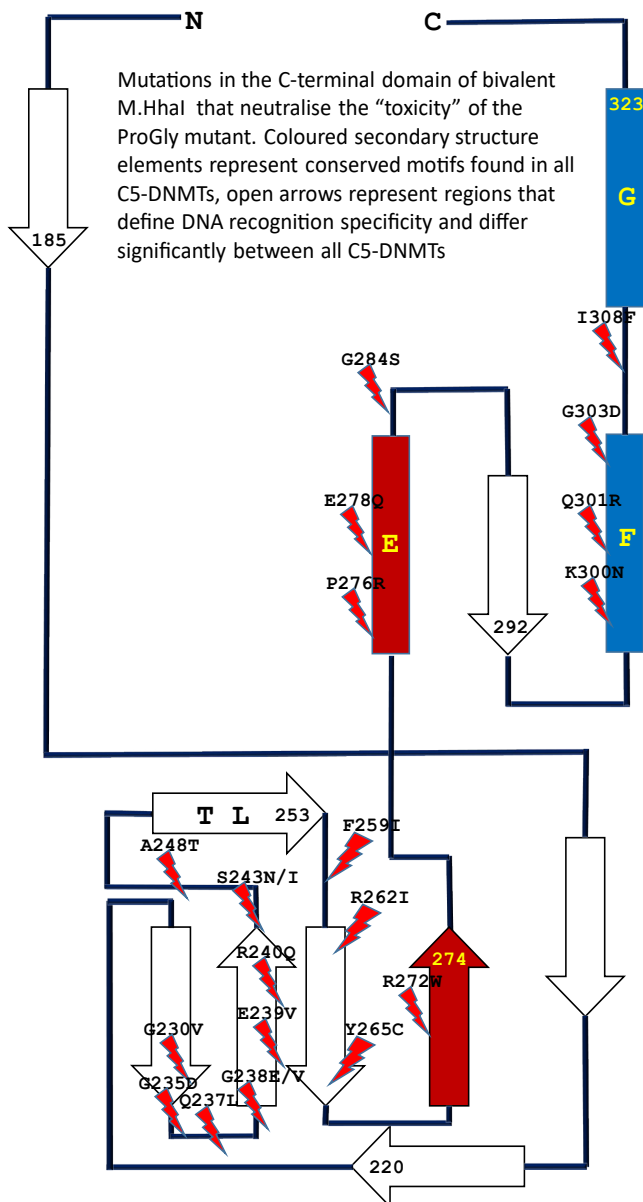 N
C
Mutations in the C-terminal domain of bivalent
M.HhaI that neutralise the “toxicity” of the
ProGly mutant. Coloured secondary structure
elements represent conserved motifs found in all
C5-DNMTs, open arrows represent regions that
define DNA recognition specificity and differ
significantly between all C5-DNMTs
323
G
185
I308F
G284S
G303D
E278Q
Q301R
E
F
P276R
K300N
292
T L 253
F259I
A248T
S243N/I
R262I
R240Q
274
R272W
E239V
G230V
Y265C
G238E/V
G235D
Q237L
220